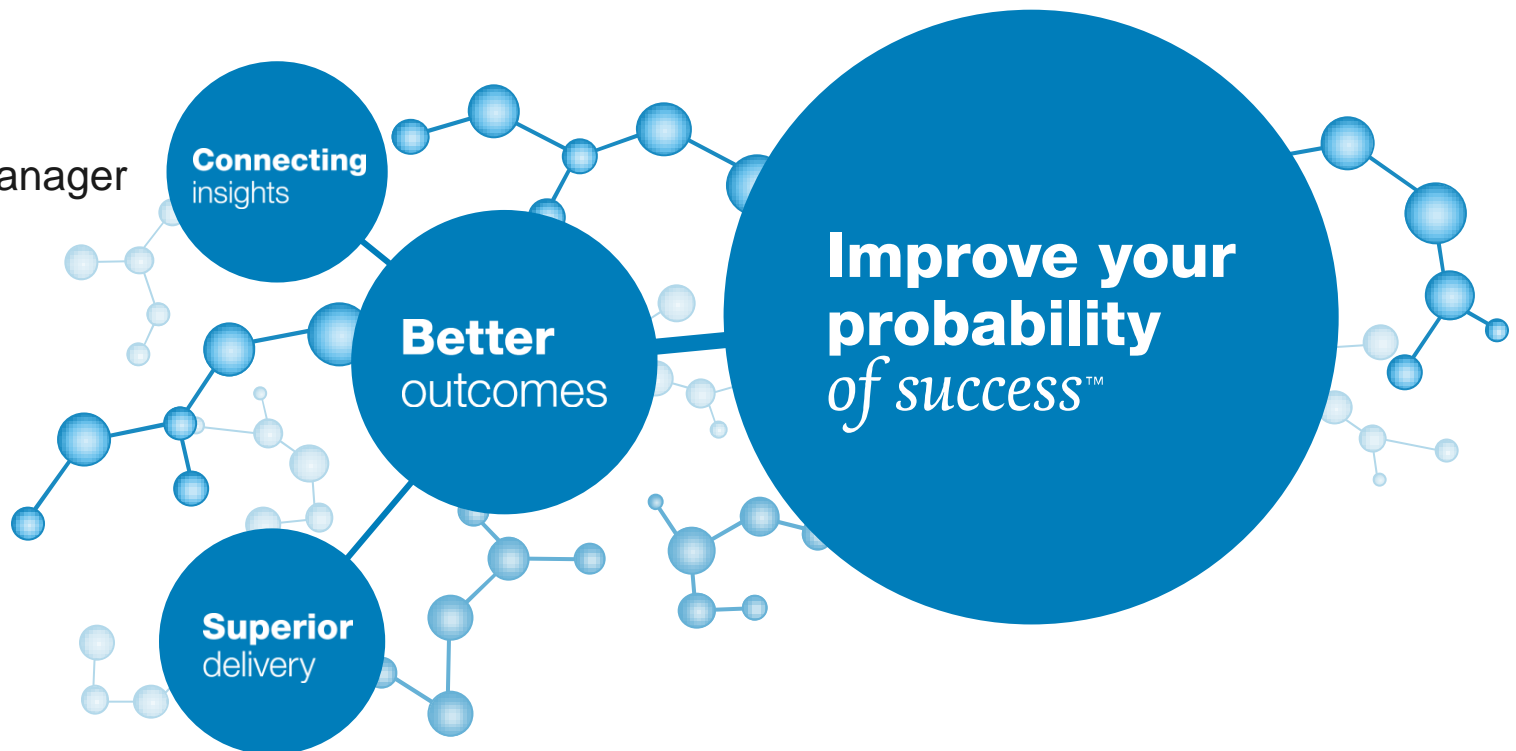 anager
Connecting
insights
Better
outcomes
Improve your
probability
of success™
Superior
delivery